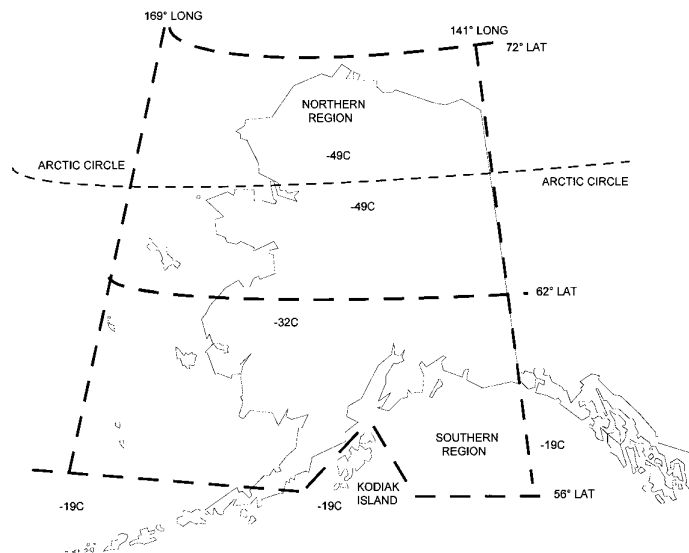 169° LONG
141° LONG
72° LAT
NORTHERN
REGION
-49C
ARCTIC CIRCLE
ARCTIC CIRCLE
-49C
62° LAT
-32C
SOUTHERN
REGION
-19C
KODIAK
ISLAND
-19C
-19C
56° LAT